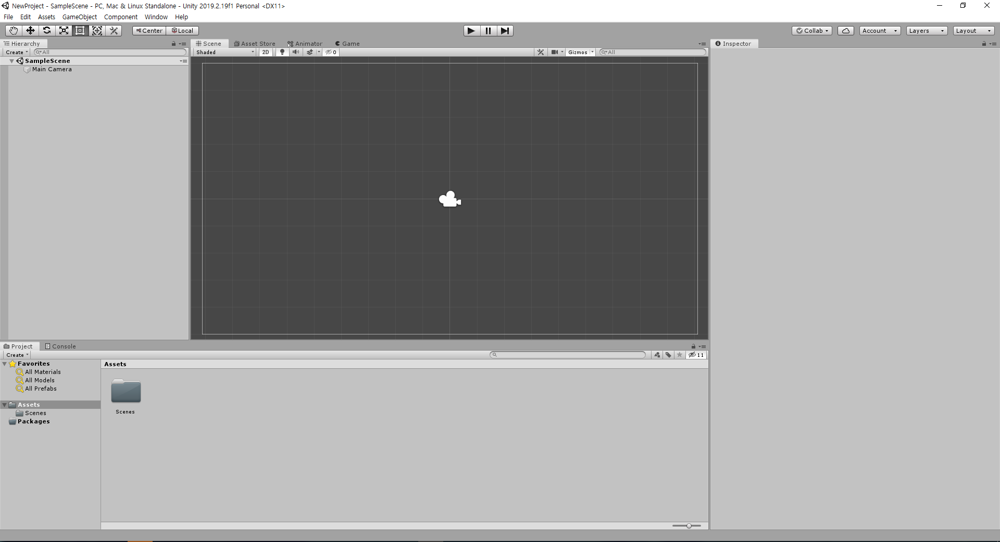 NewProject - SampleScene - PC, Mac & Linux Standalone - Unity 2019.2.19f1 Personal <DX11>
File Edit Assets GameObject Component Window Help
Center Local Collab Account Layers Layout
Hierarchy Scene Asset Store Animator Game Inspector
Create All Shaded 2D 0 Gizmos All
SampleScene
Main Camera
Project Console
Create 11
Favorites
Assets
All Materials
All Models
All Prefabs
Assets
Scenes
Packages
Scenes